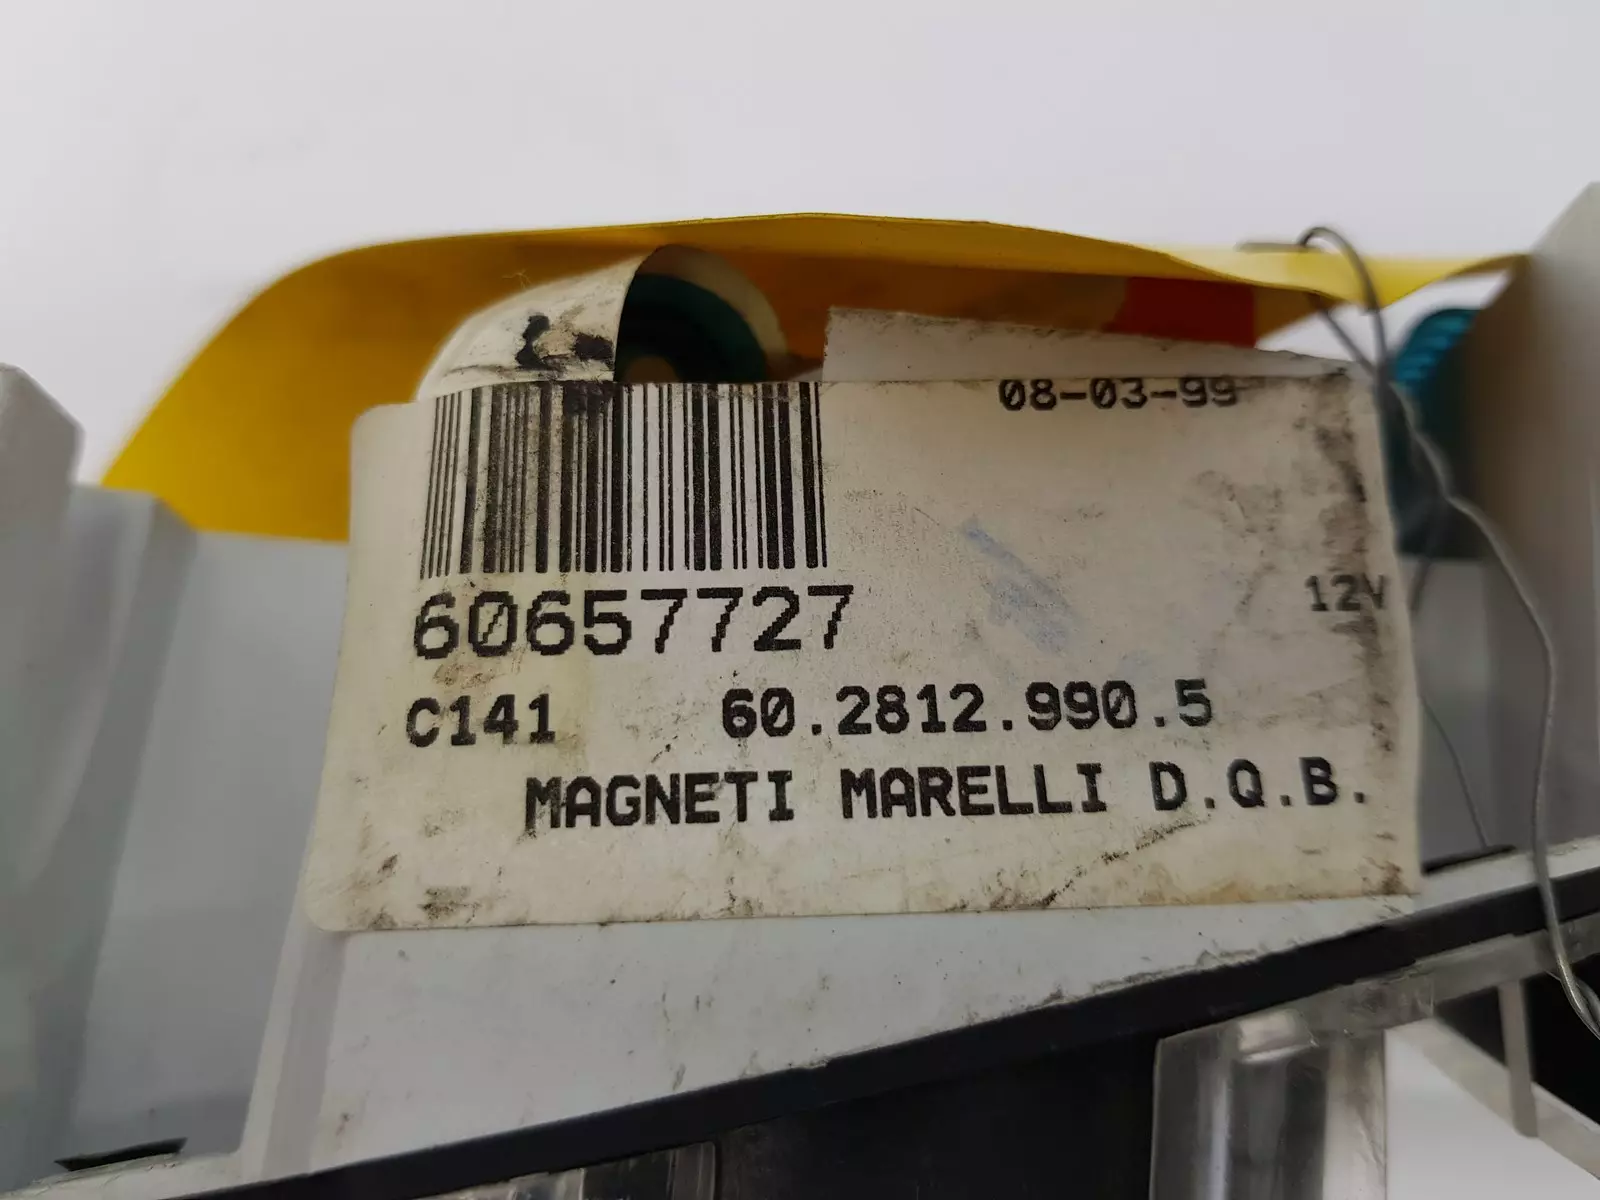 08-03-99
60657727
12V
C141 60.2812.990.5
MAGNETI MARELLI D.Q.B.